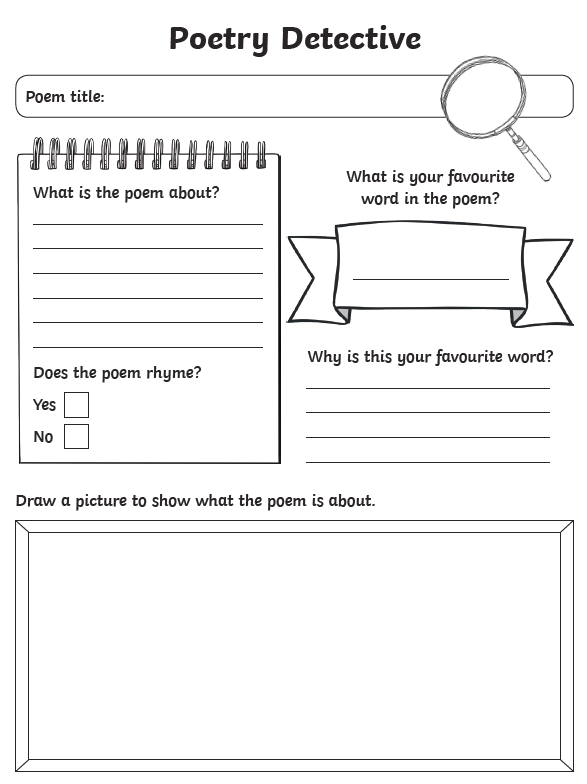 Poetry Detective
Poem title:
What is the poem about?
Does the poem rhyme?
Yes
No
What is your favourite
word in the poem?
Why is this your favourite word?
Draw a picture to show what the poem is about.